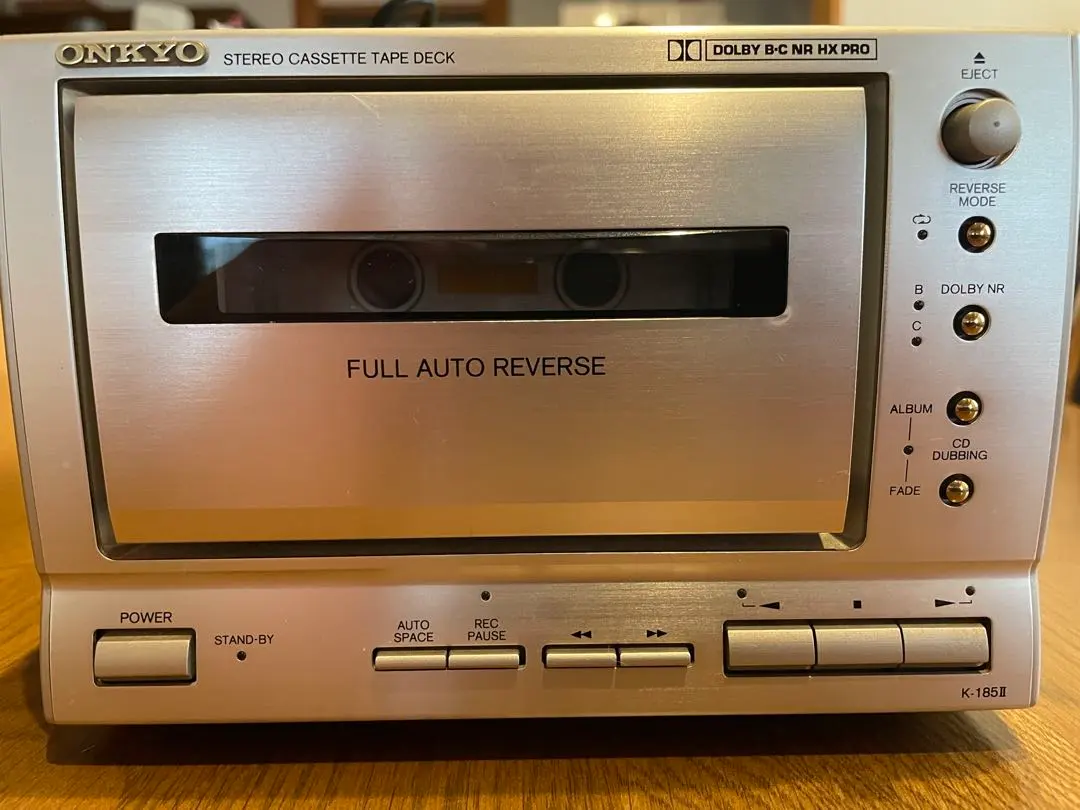 ONKYO STEREO CASSETTE TAPE DECK
DOLBY B·C NR HX PRO
EJECT
REVERSE
MODE
B
DOLBY NR
C
FULL AUTO REVERSE
ALBUM
CD
DUBBING
FADE
POWER
STAND-BY
AUTO
SPACE
REC
PAUSE
K-185II